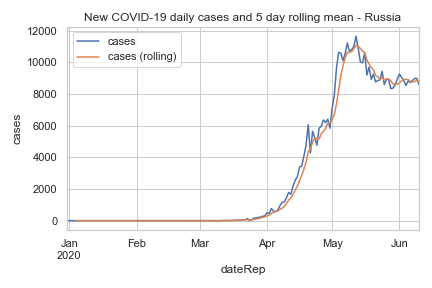 New COVID-19 daily cases and 5 day rolling mean - Russia
12000
10000
8000
6000
4000
2000
0
cases
cases
cases (rolling)
Jan
2020
Feb
Mar
Apr
May
Jun
dateRep